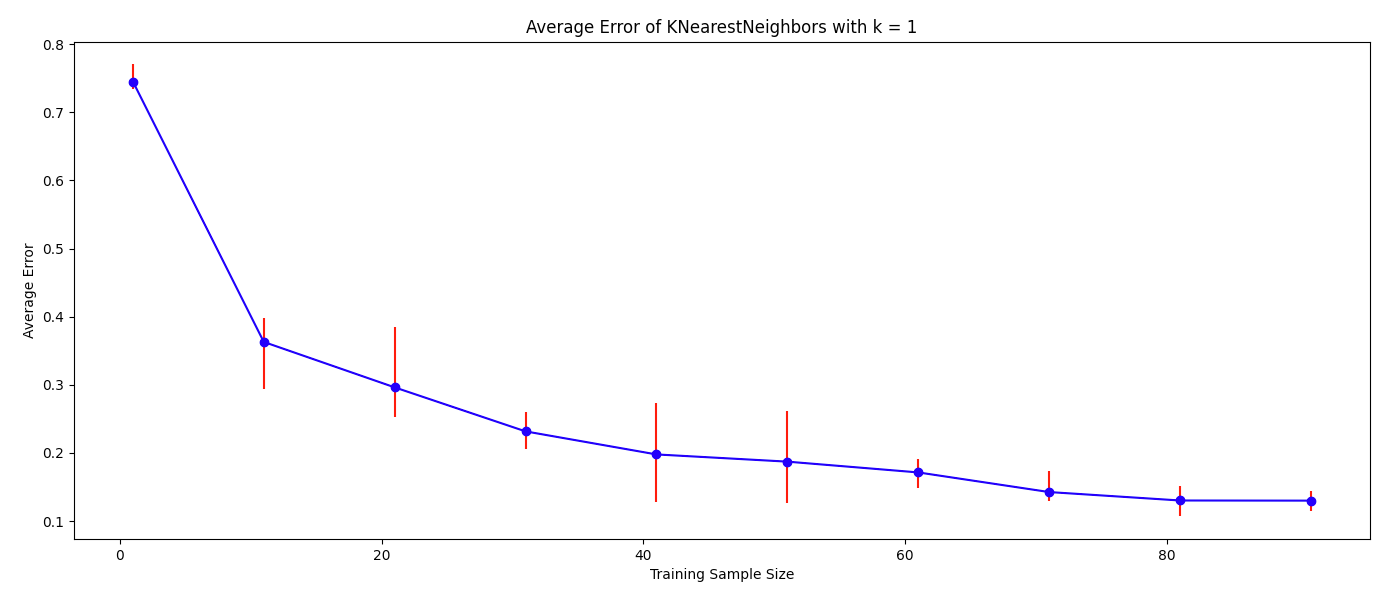 Average Error of KNearestNeighbors with k = 1
Average Error
0.8
0.7
0.6
0.5
0.4
0.3
0.2
0.1
0 20 40 60 80
Training Sample Size